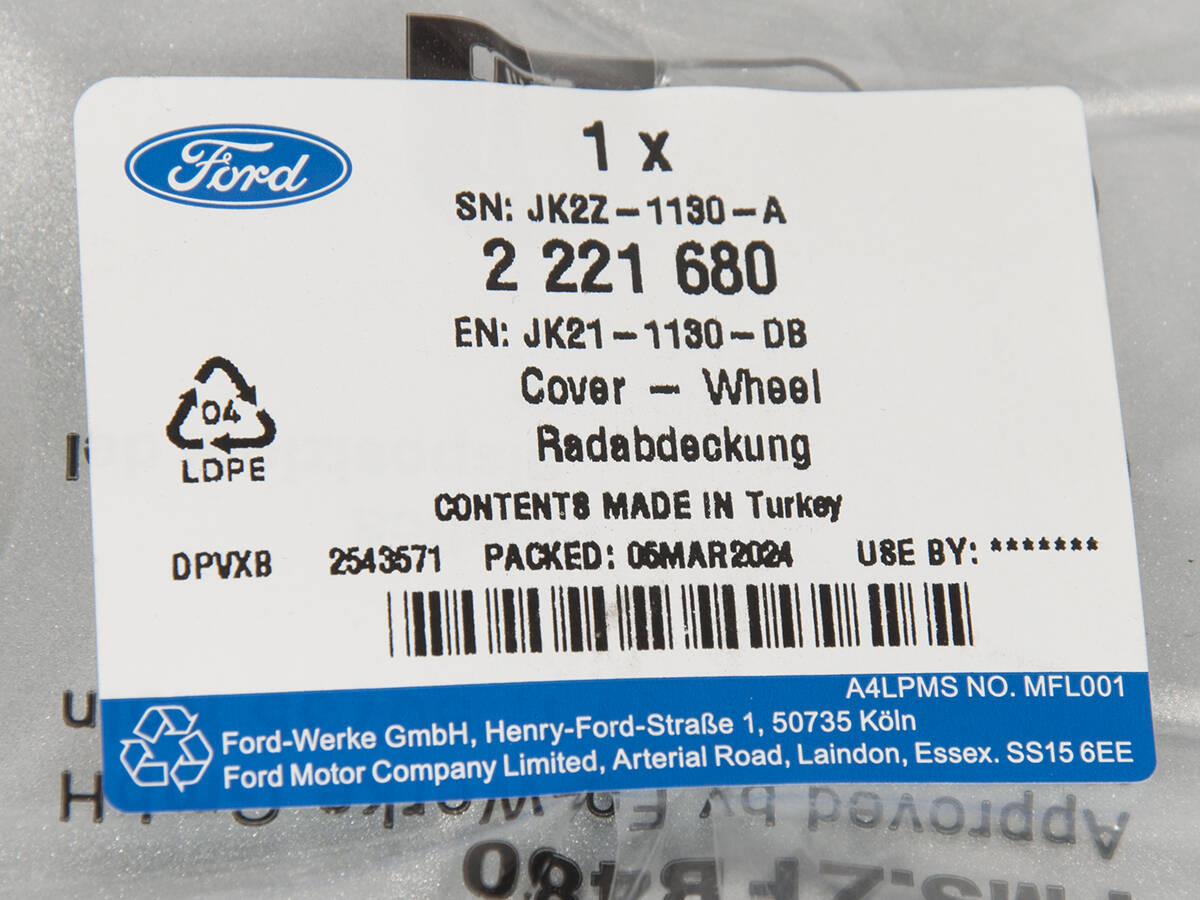 Ford
1 x
SN: JK2Z-1130-A
2 221 680
EN: JK21-1130-DB
Cover - Wheel
Radabdeckung
04
LDPE
CONTENTS MADE IN Turkey
DPVXB 2543571 PACKED: 05MAR2024 USE BY: *******
A4LPMS NO. MFL001
Ford-Werke GmbH, Henry-Ford-Straße 1, 50735 Köln
Ford Motor Company Limited, Arterial Road, Laindon, Essex. SS15 6EE
Approved by